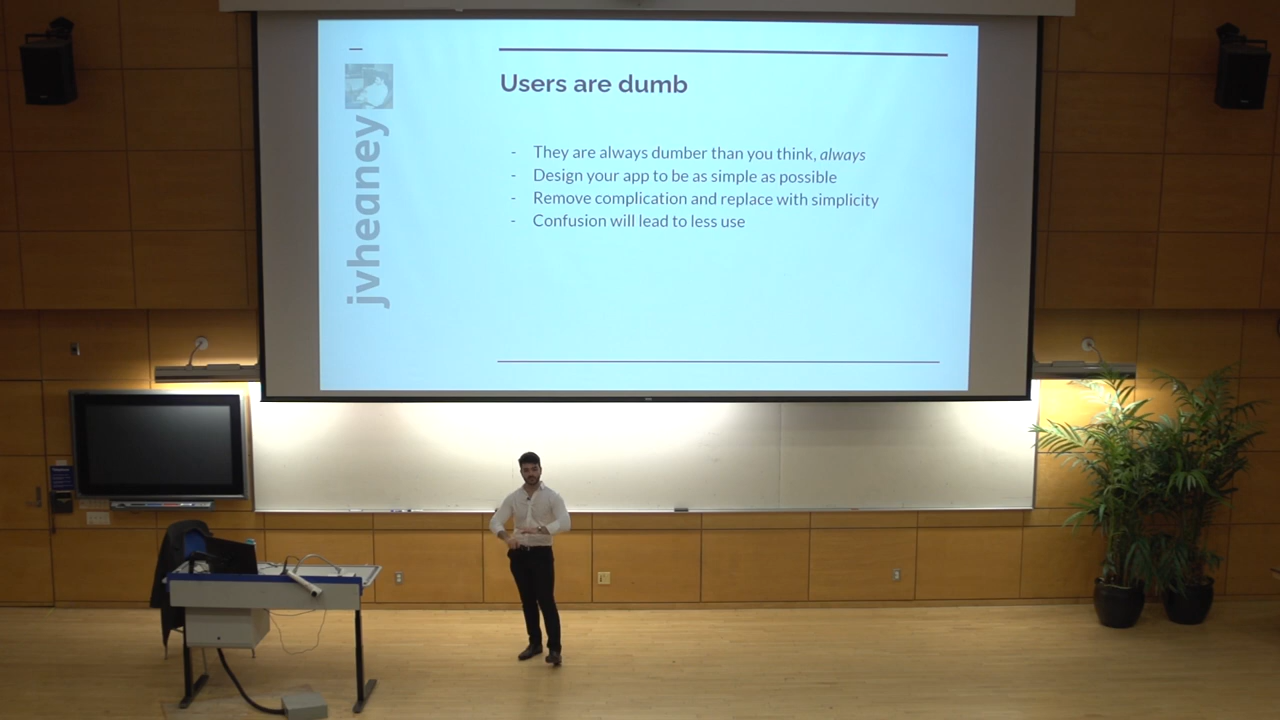 jvheaney
Users are dumb
- They are always dumber than you think, always
- Design your app to be as simple as possible
- Remove complication and replace with simplicity
- Confusion will lead to less use